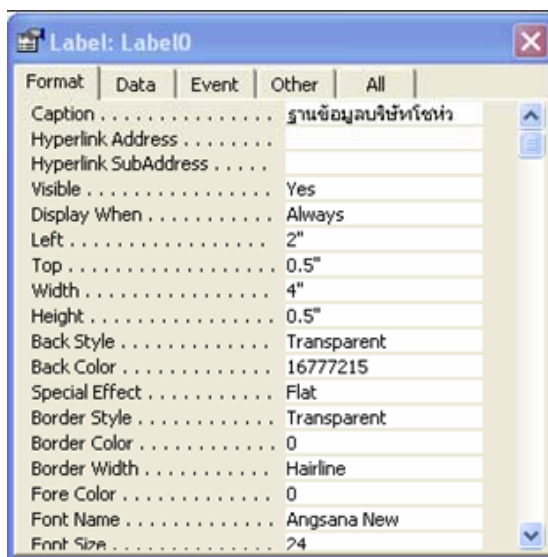 Label: Label0
Format Data Event Other All
Caption . . . . . . . . . . . . . . . ฐานข้อมูลบริษัทโชห่ว
Hyperlink Address . . . . . . . .
Hyperlink SubAddress . . . . .
Visible . . . . . . . . . . . . . . . . Yes
Display When . . . . . . . . . . Always
Left . . . . . . . . . . . . . . . . . . 2"
Top . . . . . . . . . . . . . . . . . . 0.5"
Width . . . . . . . . . . . . . . . . 4"
Height . . . . . . . . . . . . . . . . 0.5"
Back Style . . . . . . . . . . . . . Transparent
Back Color . . . . . . . . . . . . . 16777215
Special Effect . . . . . . . . . . . Flat
Border Style . . . . . . . . . . . . Transparent
Border Color . . . . . . . . . . . . 0
Border Width . . . . . . . . . . . Hairline
Fore Color . . . . . . . . . . . . . 0
Font Name . . . . . . . . . . . . . Angsana New
Font Size . . . . . . . . . . . . . . 24